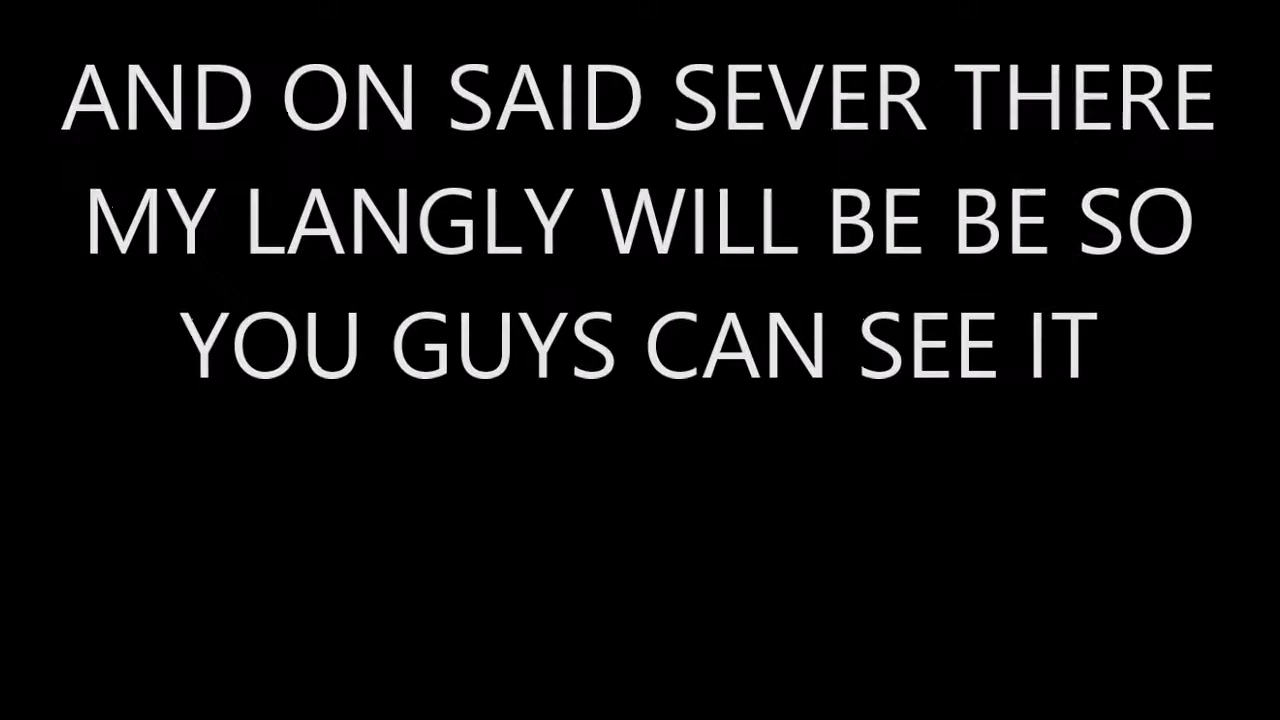 AND ON SAID SEVER THERE
MY LANGLY WILL BE BE SO
YOU GUYS CAN SEE IT